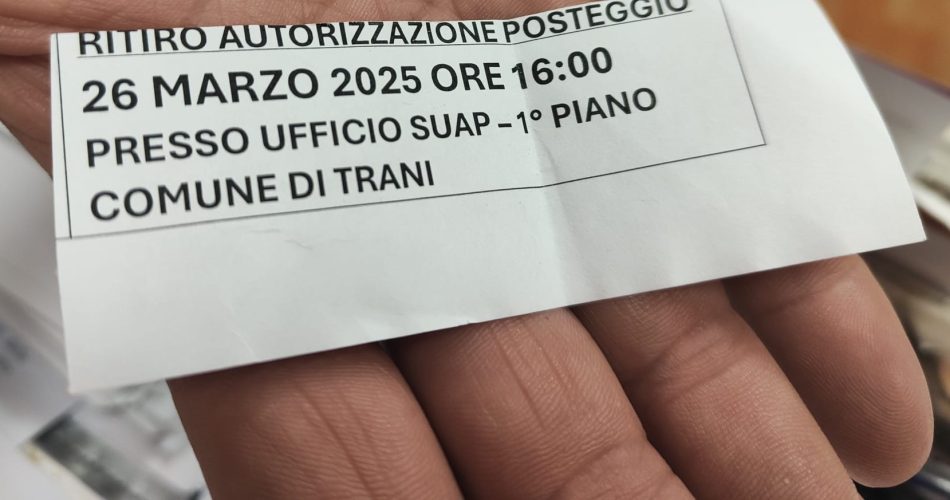 RITIRO AUTORIZZAZIONE POSTEGGIO
26 MARZO 2025 ORE 16:00
PRESSO UFFICIO SUAP – 1° PIANO
COMUNE DI TRANI